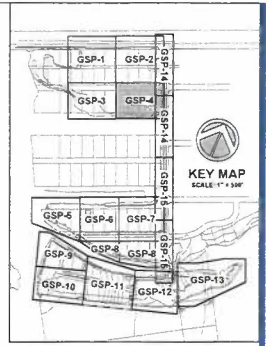 GSP-1 GSP-2
GSP-14
GSP-3 GSP-4
GSP-14
KEY MAP
SCALE: 1" = 500'
GSP-15
GSP-5 GSP-6 GSP-7
GSP-8 GSP-8
GSP-15
GSP-9
GSP-10 GSP-11 GSP-12 GSP-13